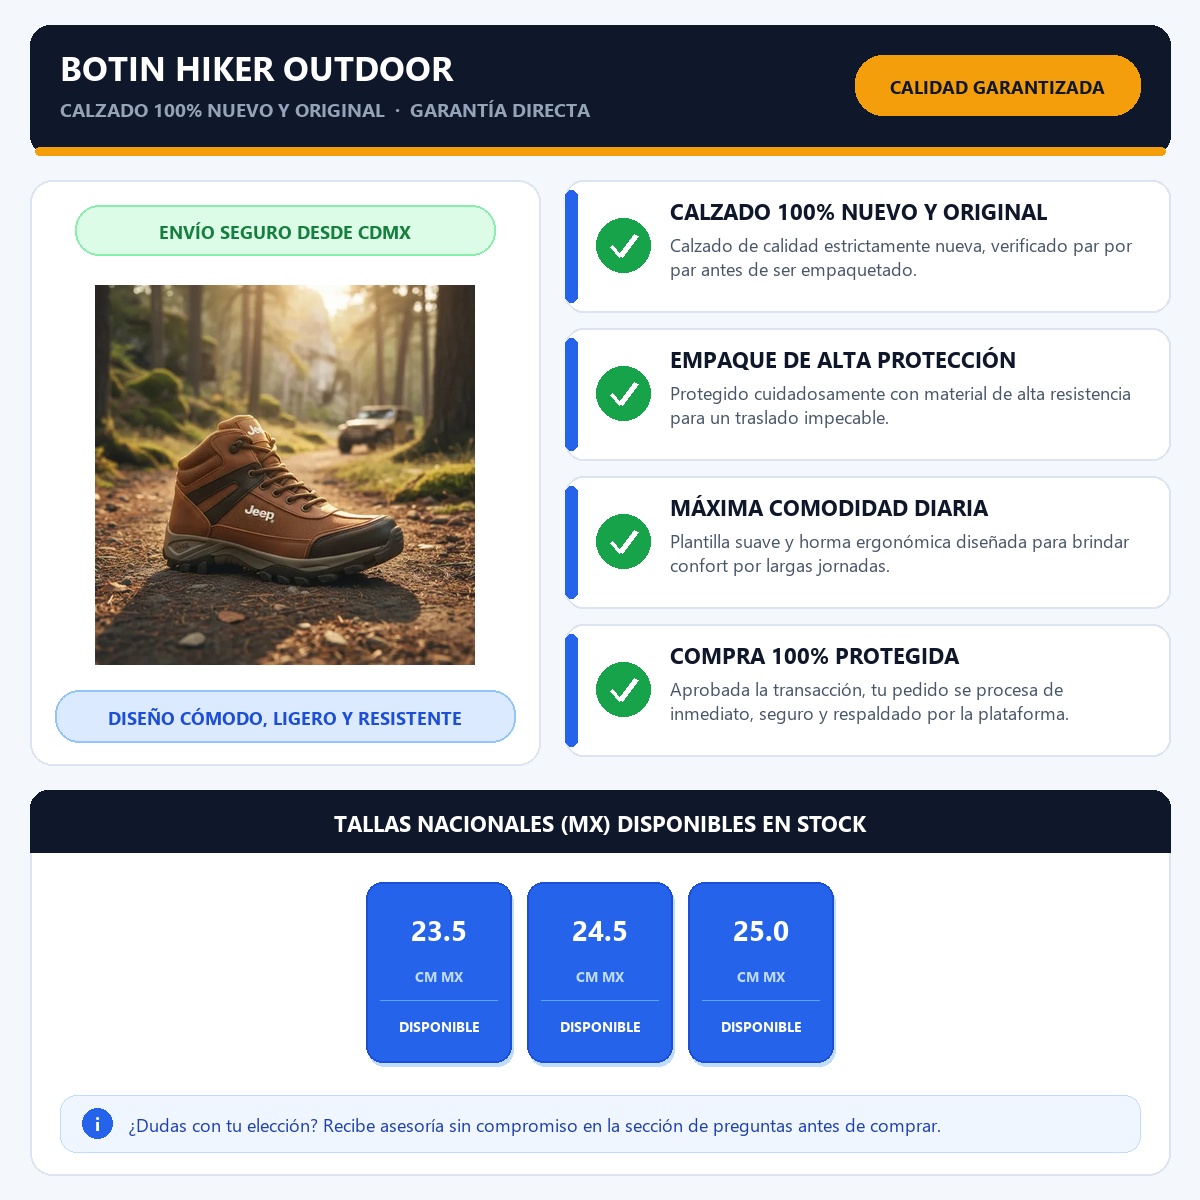 BOTIN HIKER OUTDOOR
CALZADO 100% NUEVO Y ORIGINAL · GARANTÍA DIRECTA
CALIDAD GARANTIZADA
ENVÍO SEGURO DESDE CDMX
Jeep
Jeep
DISEÑO CÓMODO, LIGERO Y RESISTENTE
CALZADO 100% NUEVO Y ORIGINAL
Calzado de calidad estrictamente nueva, verificado par por
par antes de ser empaquetado.
EMPAQUE DE ALTA PROTECCIÓN
Protegido cuidadosamente con material de alta resistencia
para un traslado impecable.
MÁXIMA COMODIDAD DIARIA
Plantilla suave y horma ergonómica diseñada para brindar
confort por largas jornadas.
COMPRA 100% PROTEGIDA
Aprobada la transacción, tu pedido se procesa de
inmediato, seguro y respaldado por la plataforma.
TALLAS NACIONALES (MX) DISPONIBLES EN STOCK
23.5
CM MX
DISPONIBLE
24.5
CM MX
DISPONIBLE
25.0
CM MX
DISPONIBLE
¿Dudas con tu elección? Recibe asesoría sin compromiso en la sección de preguntas antes de comprar.